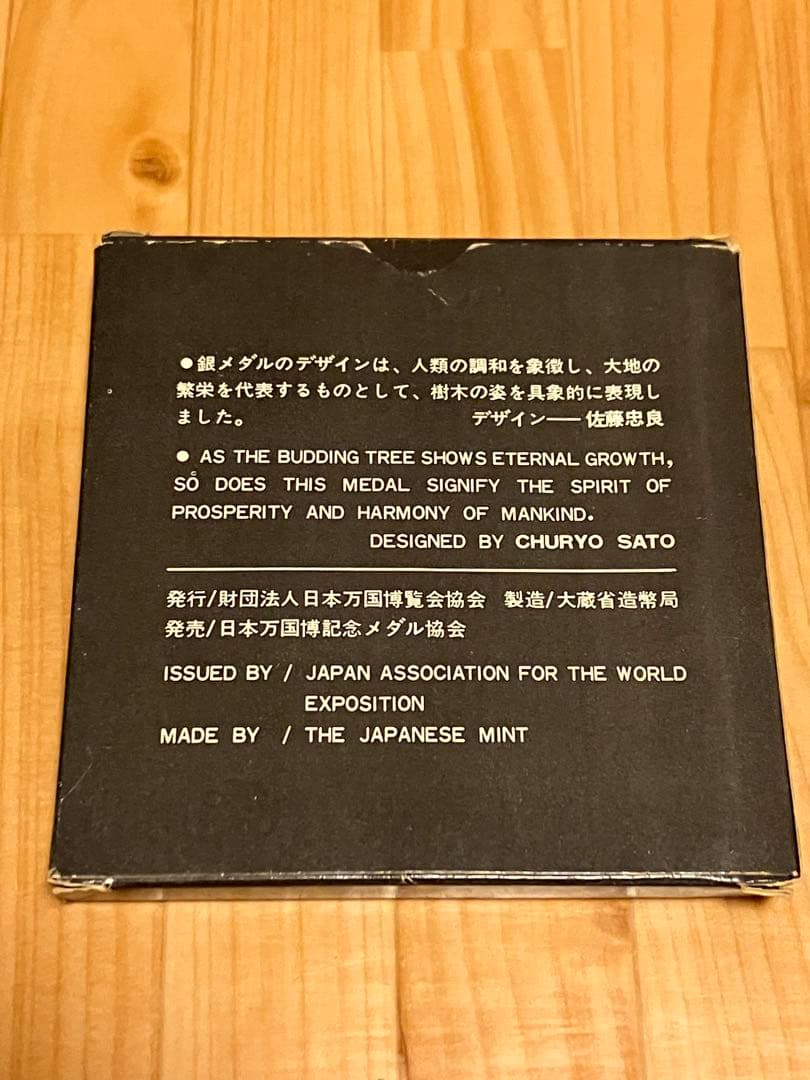 ●銀メダルのデザインは、人類の調和を象徴し、大地の
繁栄を代表するものとして、樹木の姿を具象的に表現し
ました。 デザイン──佐藤忠良
● AS THE BUDDING TREE SHOWS ETERNAL GROWTH,
SO DOES THIS MEDAL SIGNIFY THE SPIRIT OF
PROSPERITY AND HARMONY OF MANKIND.
DESIGNED BY CHURYO SATO
発行/財団法人日本万国博覧会協会 製造/大蔵省造幣局
発売/日本万国博記念メダル協会
ISSUED BY / JAPAN ASSOCIATION FOR THE WORLD
EXPOSITION
MADE BY / THE JAPANESE MINT